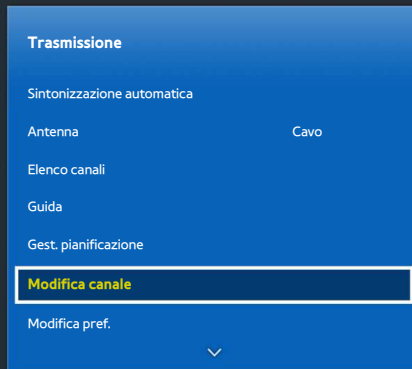 Trasmissione
Sintonizzazione automatica
Antenna Cavo
Elenco canali
Guida
Gest. pianificazione
Modifica canale
Modifica pref.